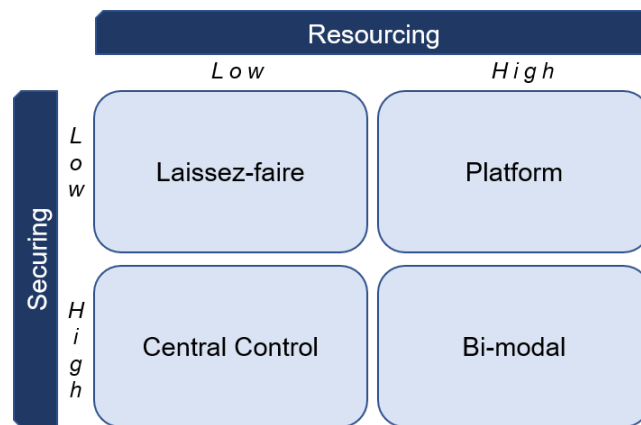 Resourcing
Low High
Securing
Low
Laissez-faire Platform
High
Central Control Bi-modal